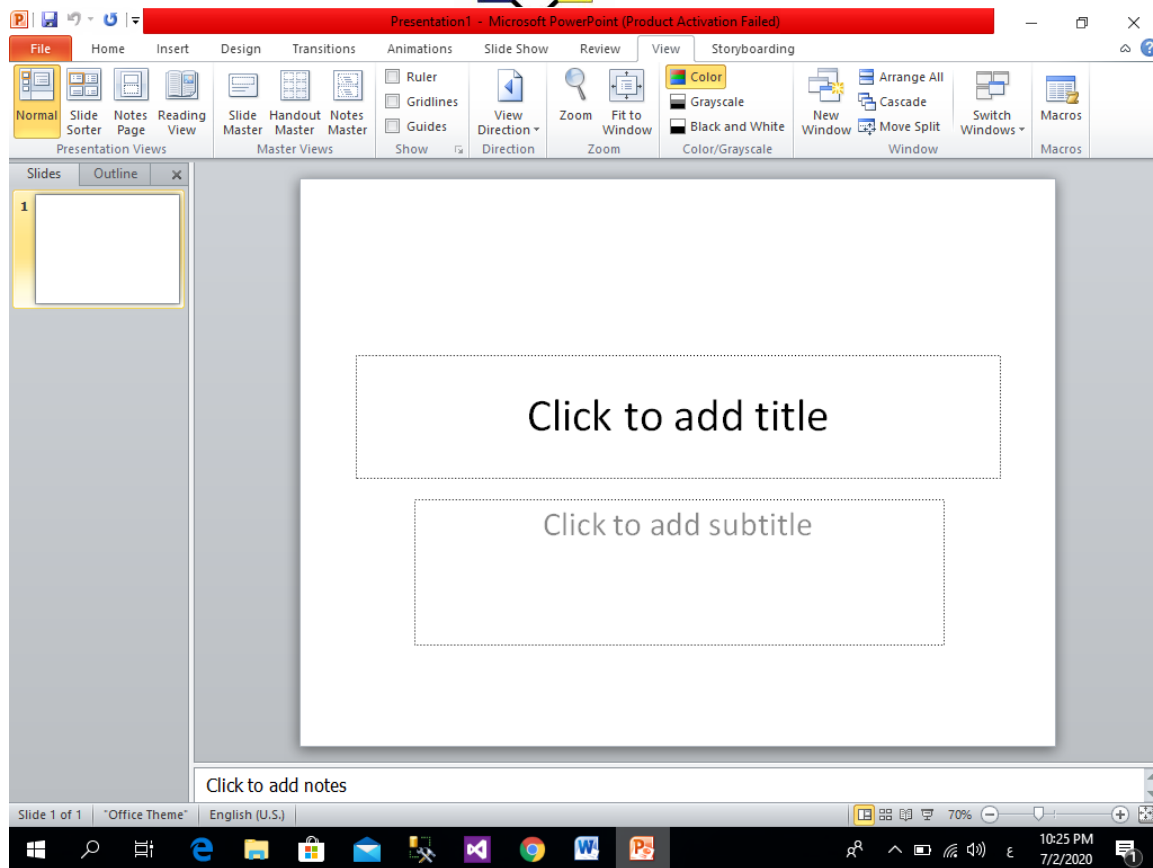 Presentation1 - Microsoft PowerPoint (Product Activation Failed)
File Home Insert Design Transitions Animations Slide Show Review View Storyboarding
Normal
Slide Sorter
Notes Page
Reading View
Presentation Views
Slide Master
Handout Master
Notes Master
Master Views
Ruler
Gridlines
Guides
Show
View Direction
Direction
Zoom
Fit to Window
Zoom
Color
Grayscale
Black and White
Color/Grayscale
New Window
Arrange All
Cascade
Move Split
Switch Windows
Window
Macros
Macros
Slides Outline
1
Click to add title
Click to add subtitle
Click to add notes
Slide 1 of 1 "Office Theme" English (U.S.) 70%
ع
10:25 PM
7/2/2020
1